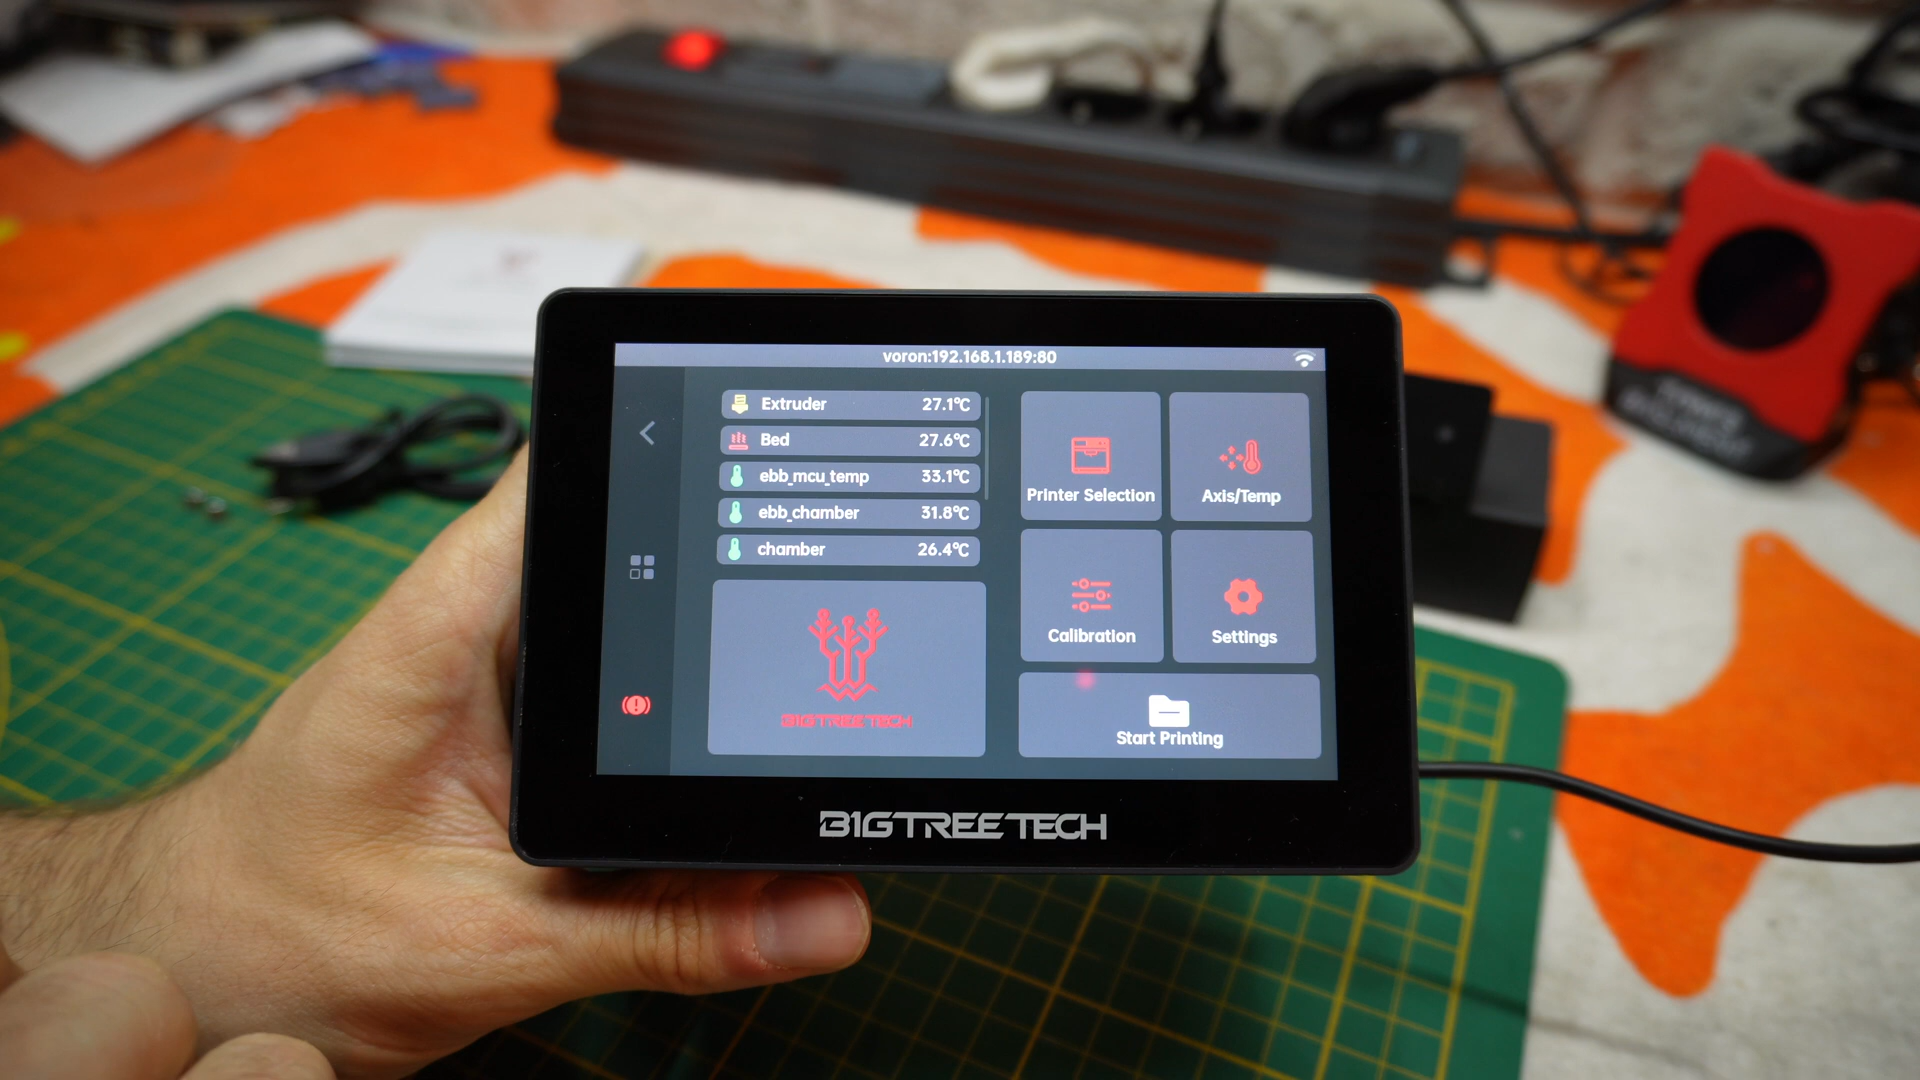 voron:192.168.1.189:80
Extruder 27.1℃
Bed 27.6℃
ebb_mcu_temp 33.1℃
ebb_chamber 31.8℃
chamber 26.4℃
BIGTREETECH
Printer Selection
Axis/Temp
Calibration
Settings
Start Printing
BIGTREETECH